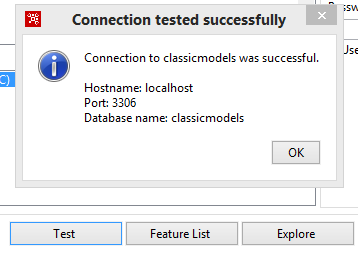 Connection tested successfully
Connection to classicmodels was successful.
Hostname: localhost
Port: 3306
Database name: classicmodels
OK
C)
Use
Test
Feature List
Explore